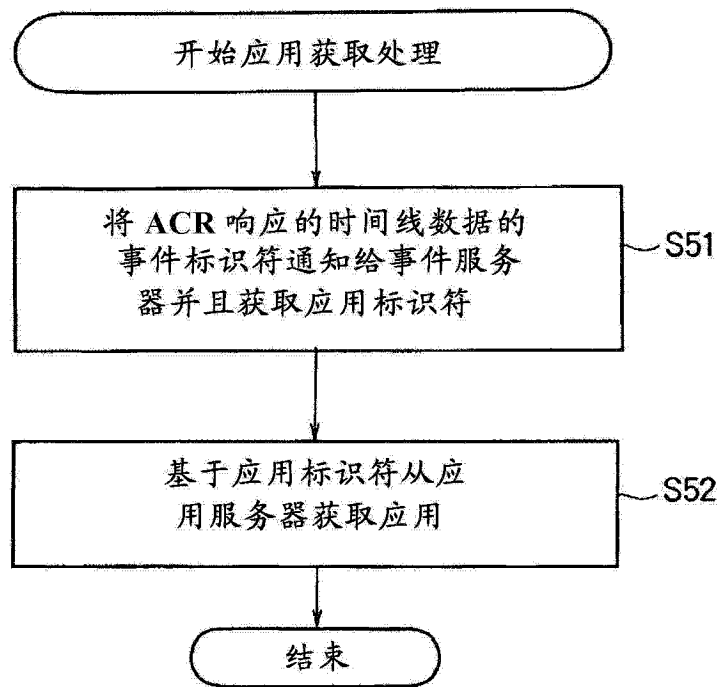 开始应用获取处理
将 ACR 响应的时间线数据的
事件标识符通知给事件服务
器并且获取应用标识符
S51
基于应用标识符从应
用服务器获取应用
S52
结束